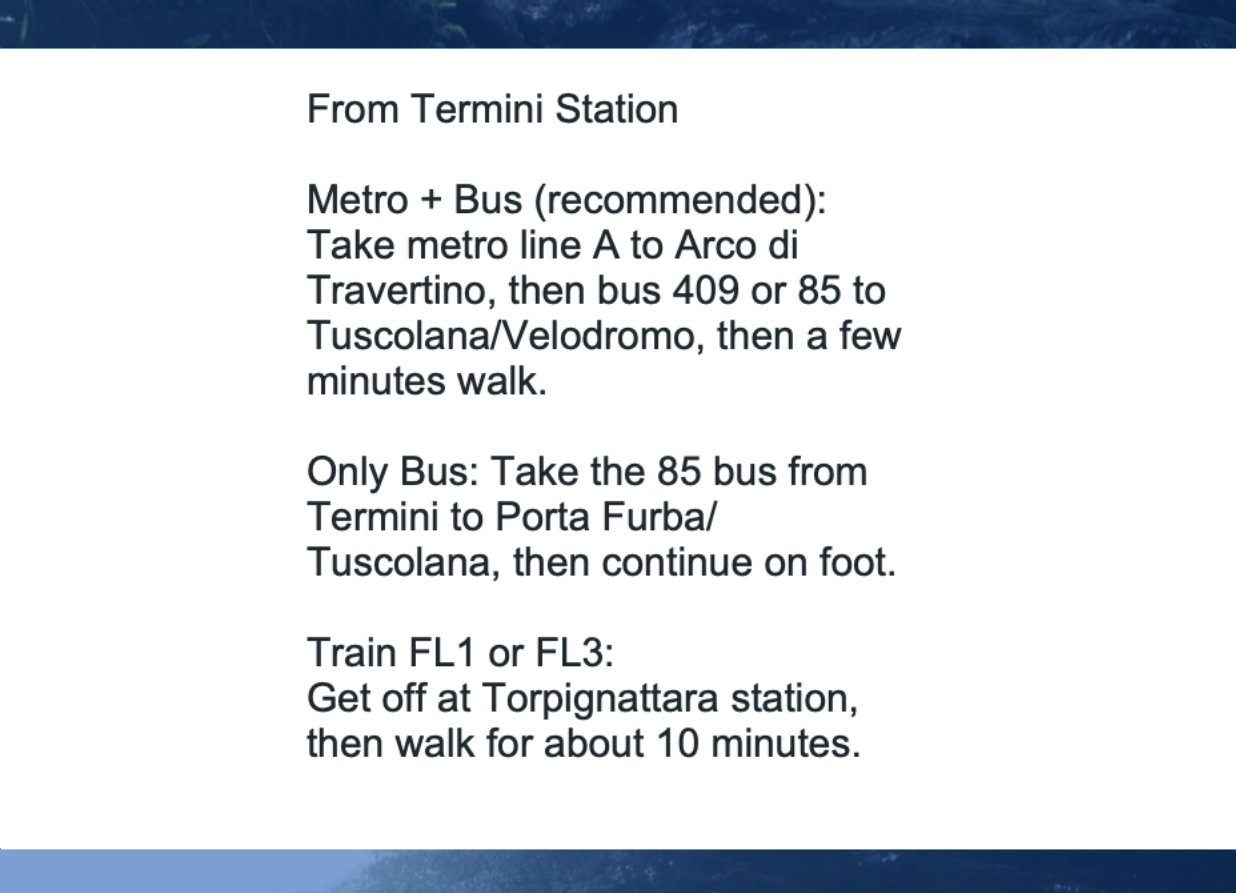 From Termini Station
Metro + Bus (recommended):
Take metro line A to Arco di
Travertino, then bus 409 or 85 to
Tuscolana/Velodromo, then a few
minutes walk.
Only Bus: Take the 85 bus from
Termini to Porta Furba/
Tuscolana, then continue on foot.
Train FL1 or FL3:
Get off at Torpignattara station,
then walk for about 10 minutes.